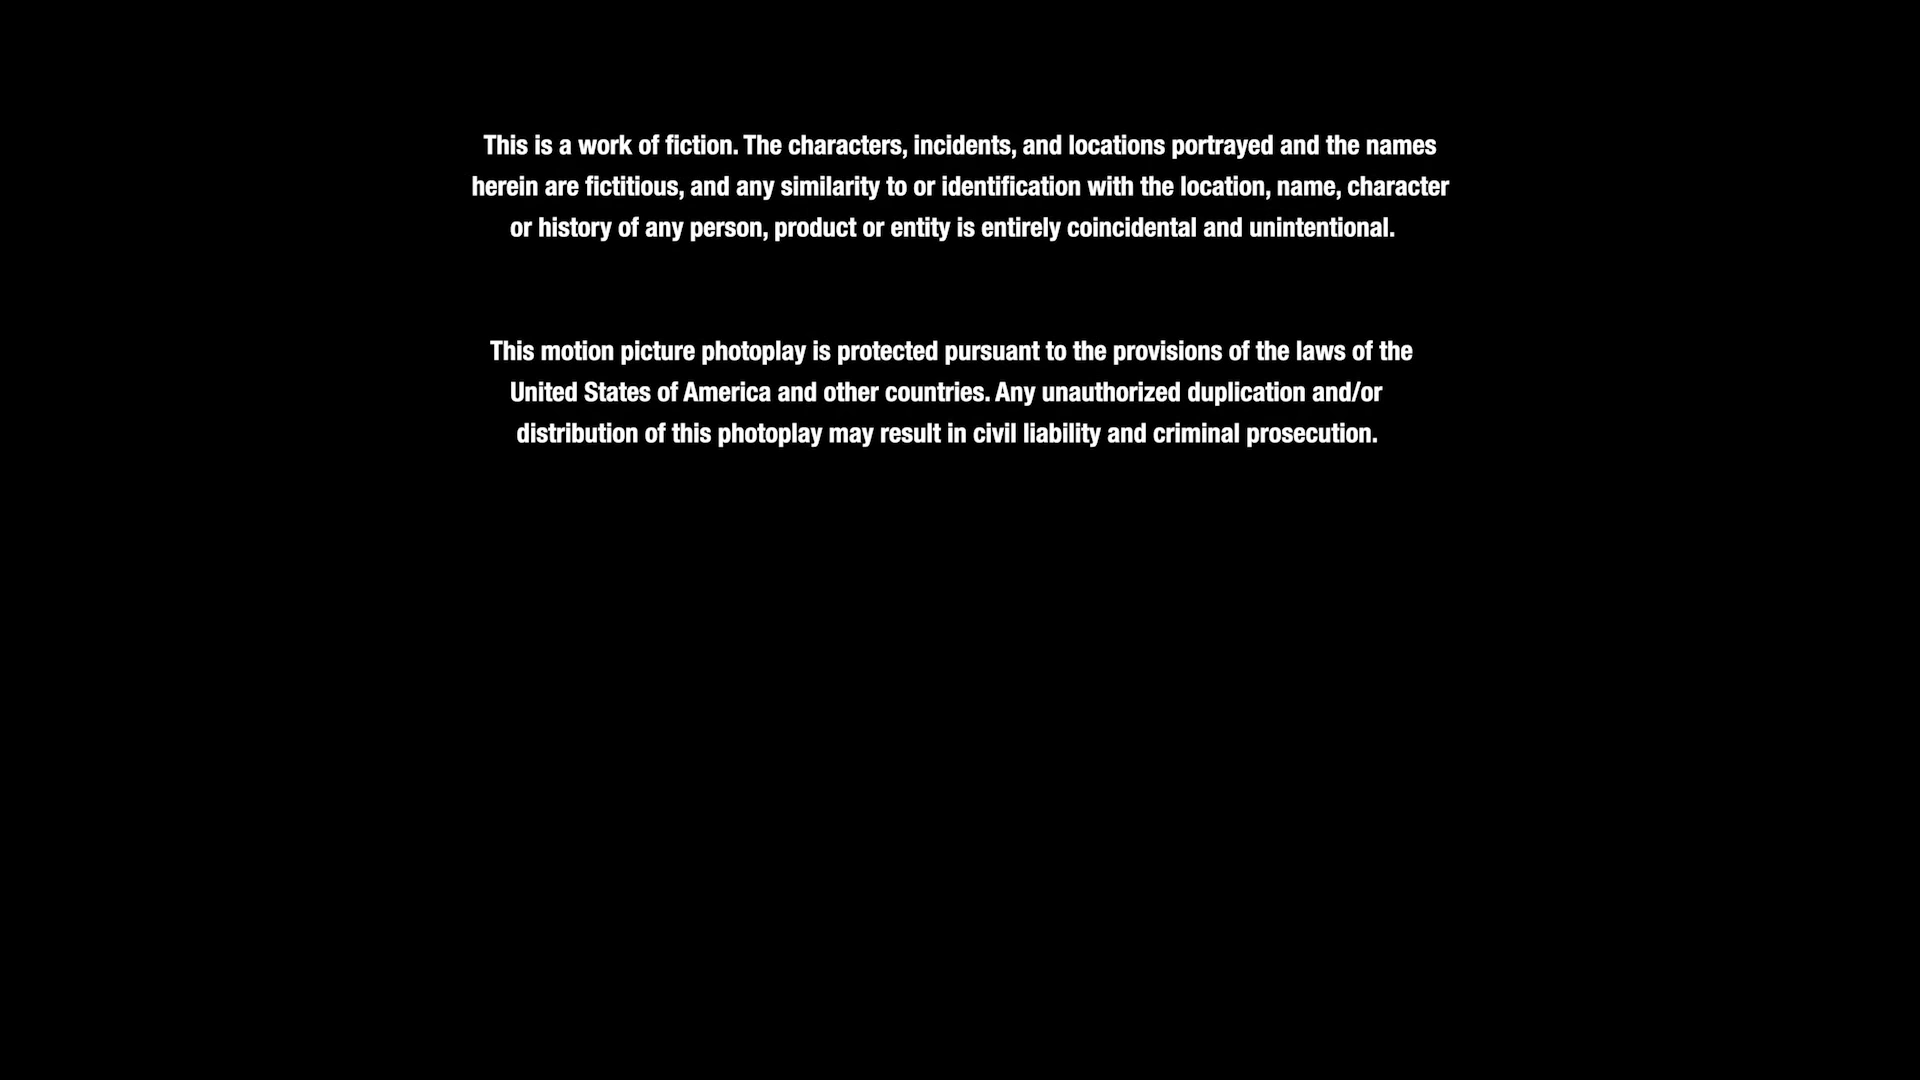 This is a work of fiction. The characters, incidents, and locations portrayed and the names
herein are fictitious, and any similarity to or identification with the location, name, character
or history of any person, product or entity is entirely coincidental and unintentional.
This motion picture photoplay is protected pursuant to the provisions of the laws of the
United States of America and other countries. Any unauthorized duplication and/or
distribution of this photoplay may result in civil liability and criminal prosecution.